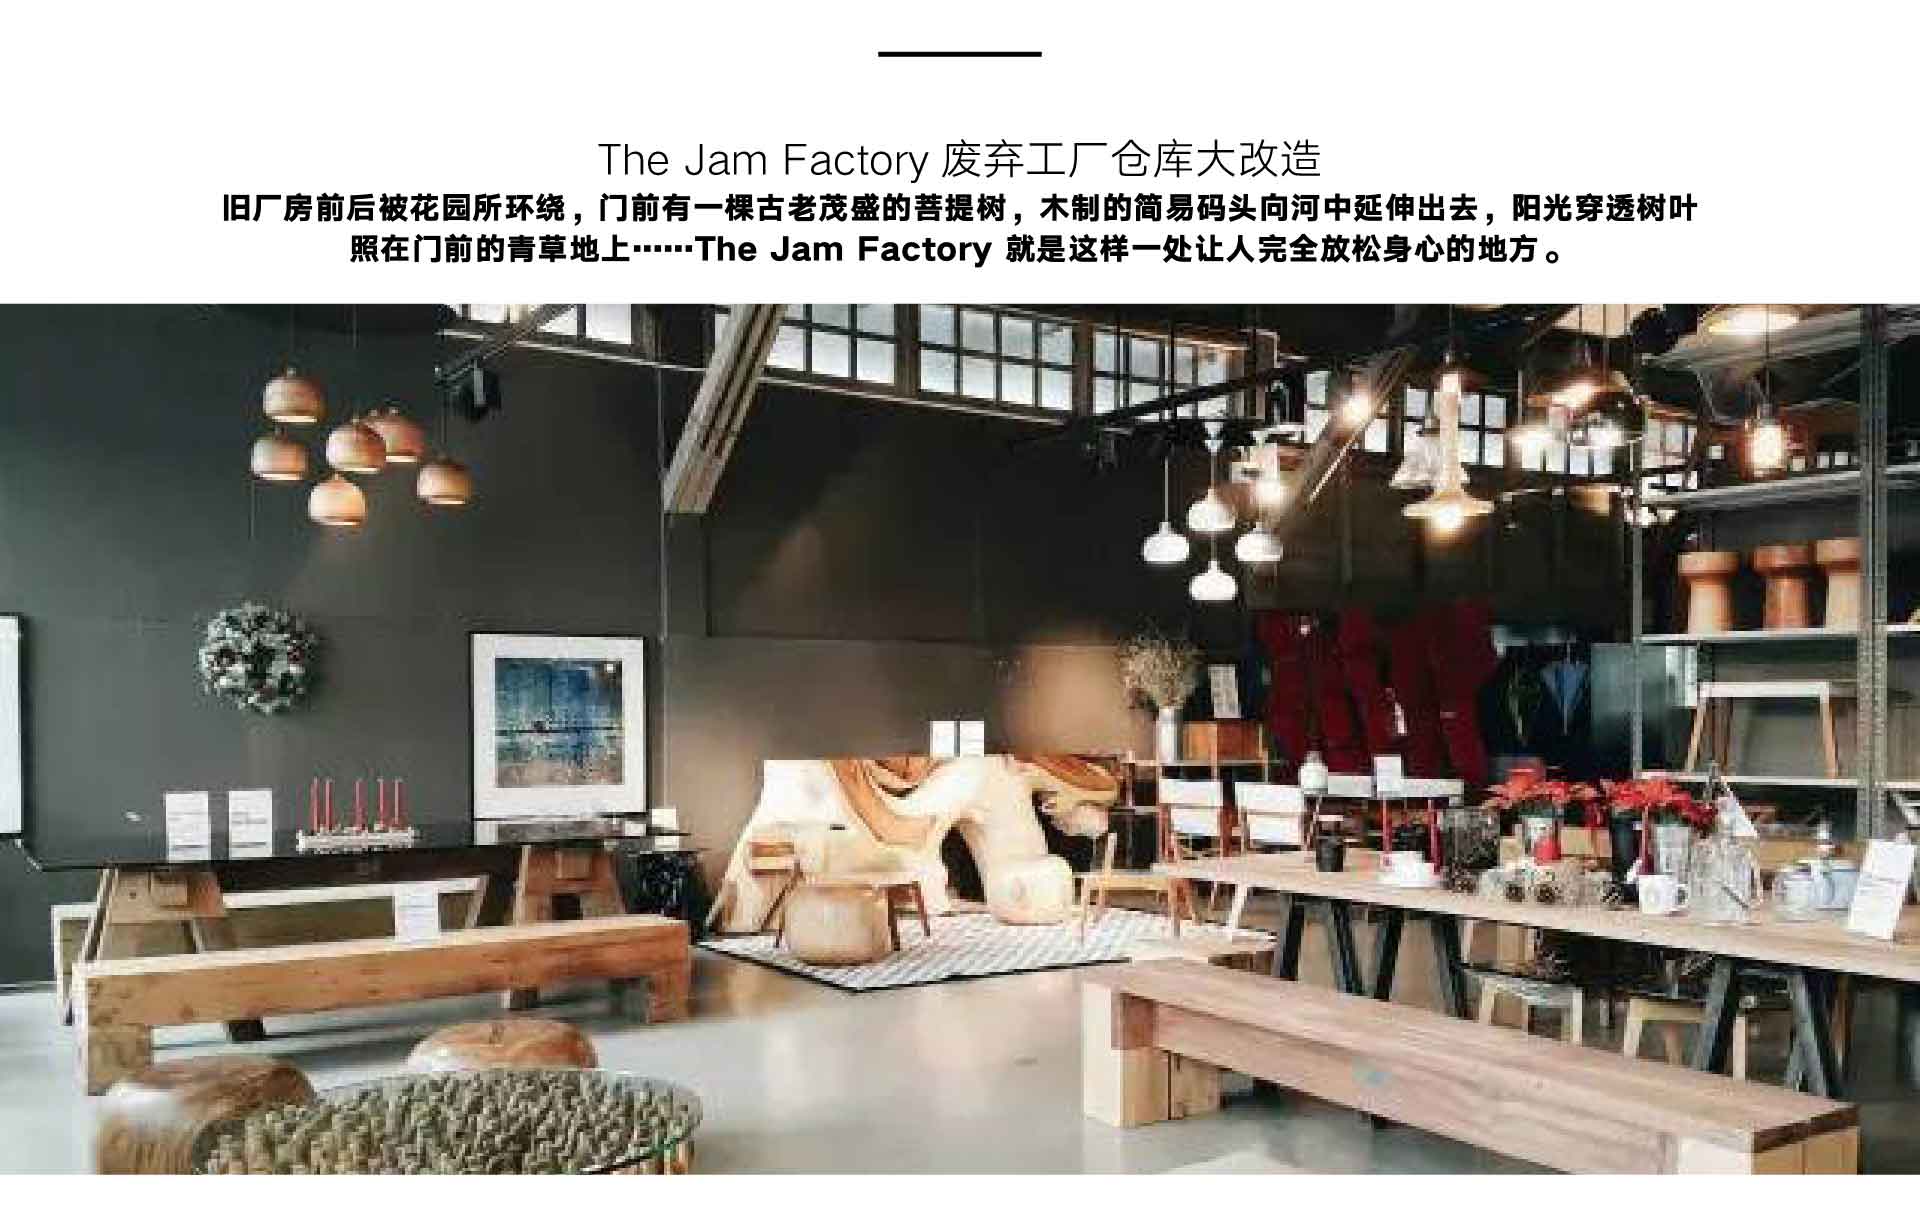 The Jam Factory 废弃工厂仓库大改造
旧厂房前后被花园所环绕，门前有一棵古老茂盛的菩提树，木制的简易码头向河中延伸出去，阳光穿透树叶
照在门前的青草地上……The Jam Factory 就是这样一处让人完全放松身心的地方。